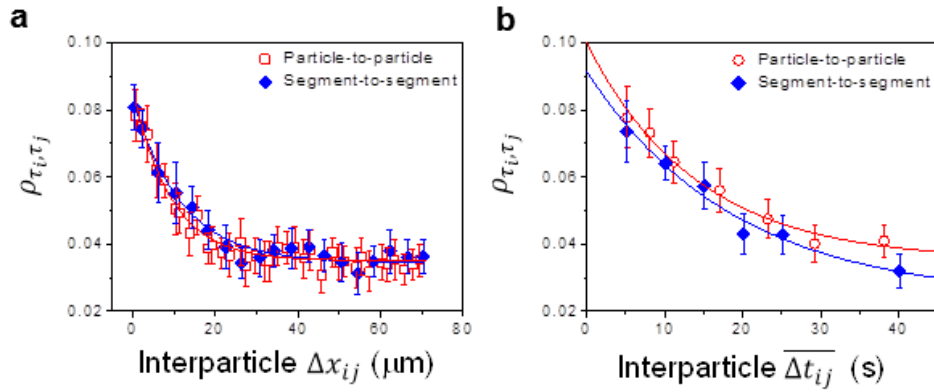 a
0.10
0.08
0.06
0.04
0.02
ρτi,τj
Particle-to-particle
Segment-to-segment
0
20
40
60
80
Interparticle Δxij (μm)
b
0.10
0.08
0.06
0.04
0.02
ρτi,τj
Particle-to-particle
Segment-to-segment
0
10
20
30
40
Interparticle Δtij (s)